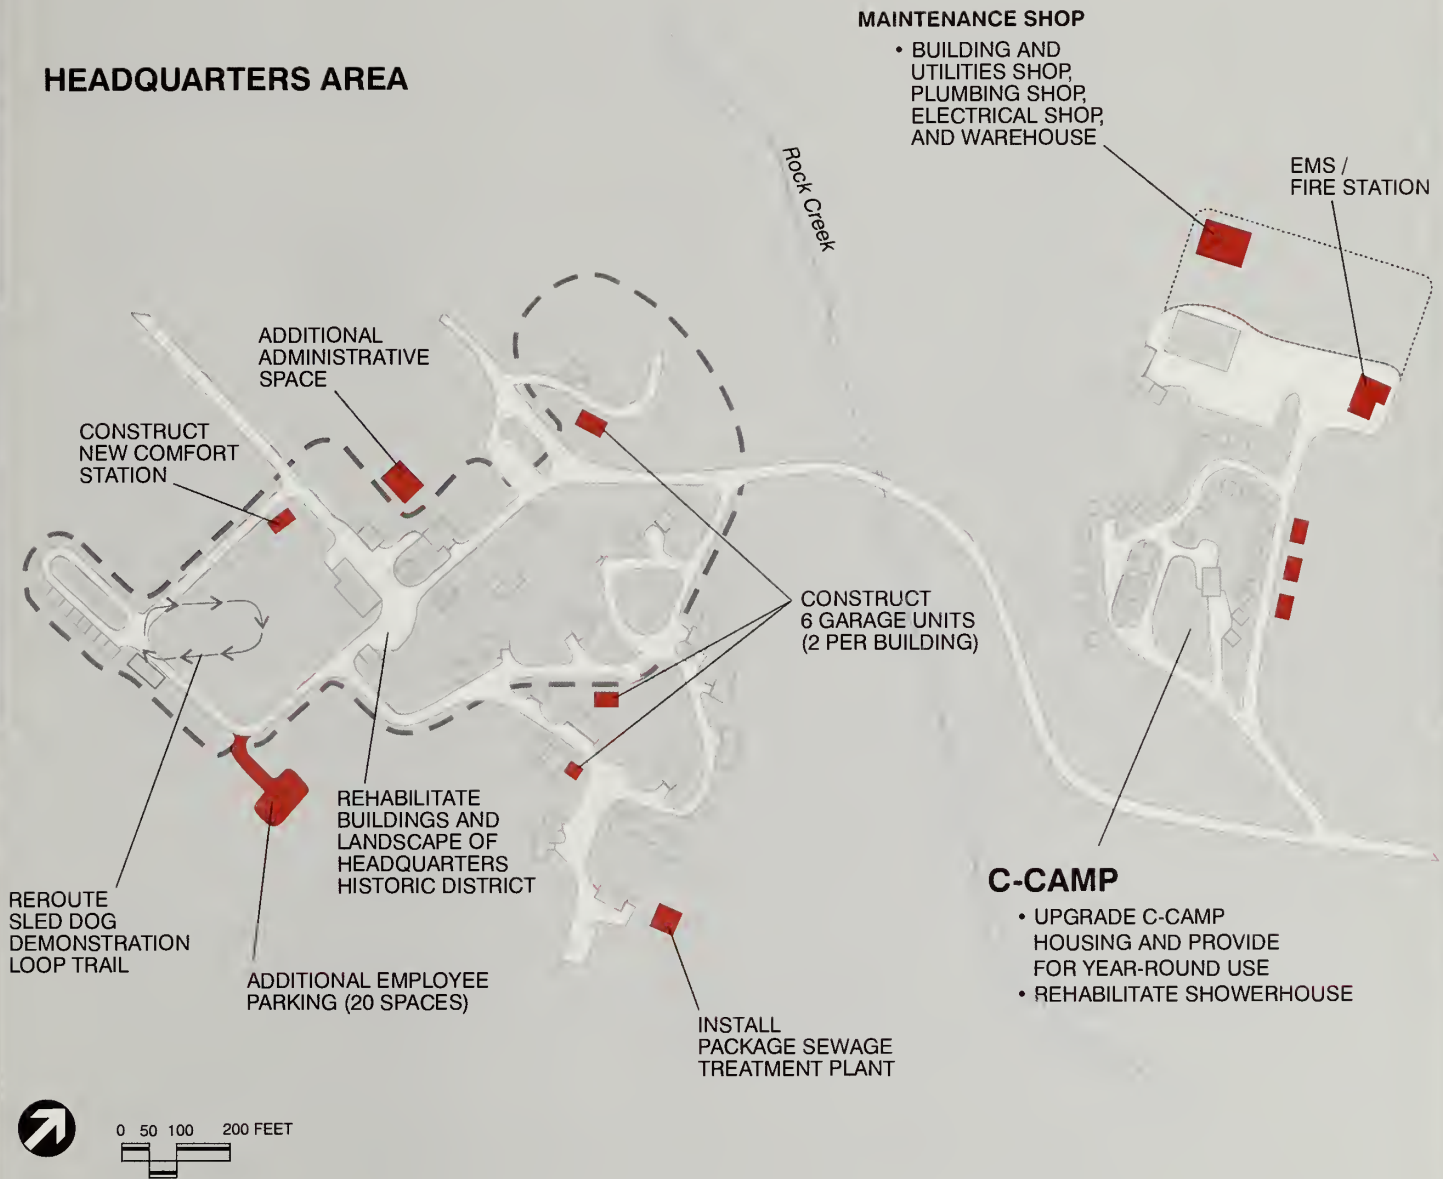 HEADQUARTERS AREA
MAINTENANCE SHOP
• BUILDING AND
UTILITIES SHOP,
PLUMBING SHOP,
ELECTRICAL SHOP,
AND WAREHOUSE
EMS /
FIRE STATION
Rock Creek
ADDITIONAL
ADMINISTRATIVE
SPACE
CONSTRUCT
NEW COMFORT
STATION
CONSTRUCT
6 GARAGE UNITS
(2 PER BUILDING)
REHABILITATE
BUILDINGS AND
LANDSCAPE OF
HEADQUARTERS
HISTORIC DISTRICT
REROUTE
SLED DOG
DEMONSTRATION
LOOP TRAIL
ADDITIONAL EMPLOYEE
PARKING (20 SPACES)
C-CAMP
• UPGRADE C-CAMP
HOUSING AND PROVIDE
FOR YEAR-ROUND USE
• REHABILITATE SHOWERHOUSE
INSTALL
PACKAGE SEWAGE
TREATMENT PLANT
0 50 100 200 FEET